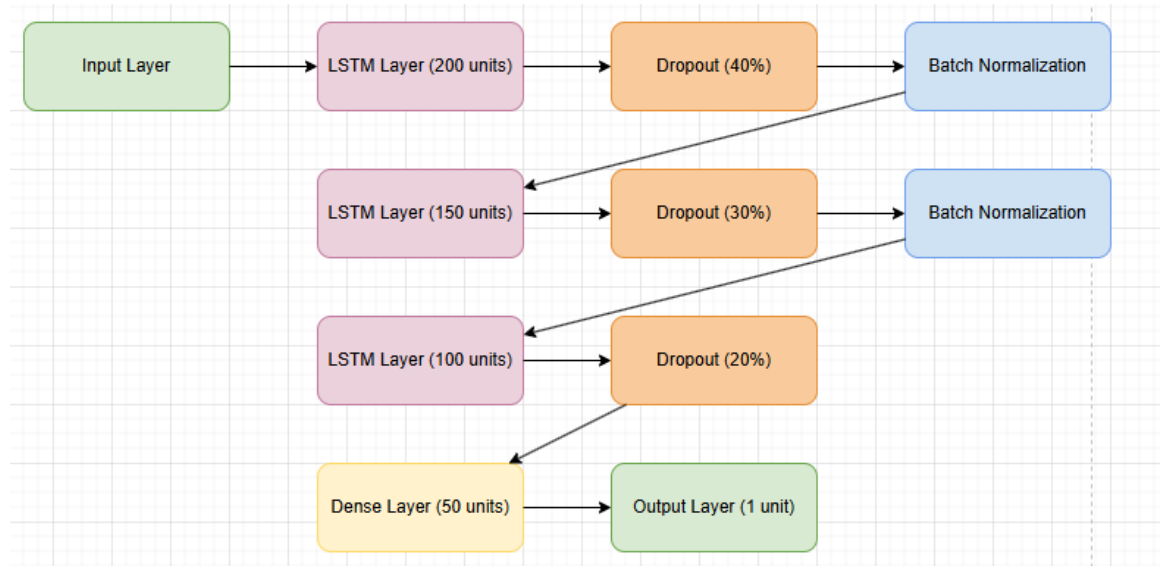 Input Layer
LSTM Layer (200 units)
Dropout (40%)
Batch Normalization
LSTM Layer (150 units)
Dropout (30%)
Batch Normalization
LSTM Layer (100 units)
Dropout (20%)
Dense Layer (50 units)
Output Layer (1 unit)